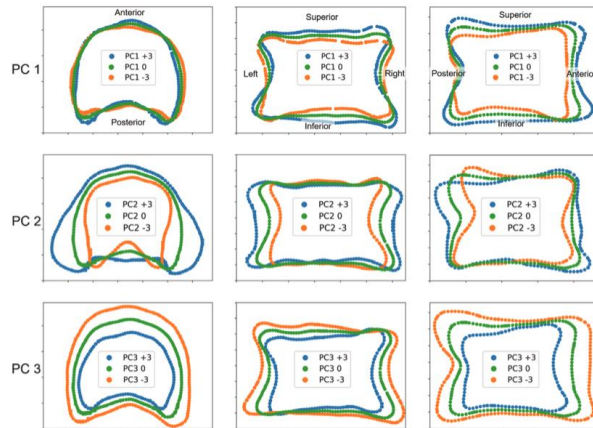 Anterior
PC1 +3
PC1 0
PC1 -3
Posterior
Superior
PC1 +3
PC1 0
PC1 -3
Left
Right
Inferior
Superior
PC1 +3
PC1 0
PC1 -3
Posterior
Anterior
Inferior
PC 1
PC2 +3
PC2 0
PC2 -3
PC2 +3
PC2 0
PC2 -3
PC2 +3
PC2 0
PC2 -3
PC 2
PC3 +3
PC3 0
PC3 -3
PC3 +3
PC3 0
PC3 -3
PC3 +3
PC3 0
PC3 -3
PC 3